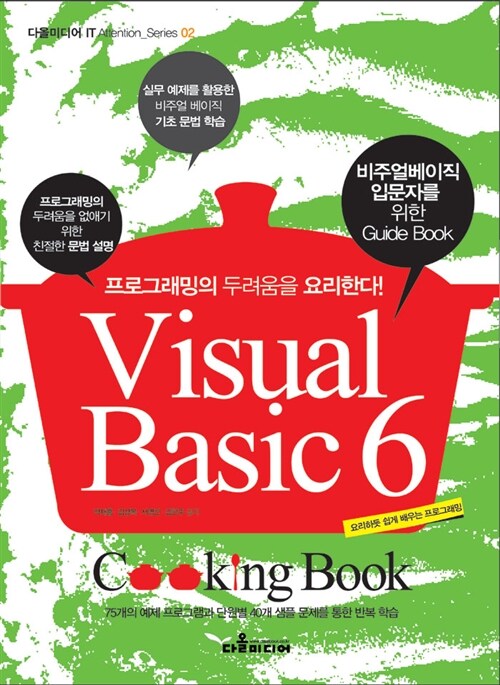 다올미디어 IT Attention_Series 02
실무 예제를 활용한
비주얼 베이직
기초 문법 학습
비주얼베이직
입문자를
위한
Guide Book
프로그래밍의
두려움을 없애기
위한
친절한 문법 설명
프로그래밍의 두려움을 요리한다!
Visual
Basic 6
요리하듯 쉽게 배우는 프로그래밍
Cooking Book
75개의 예제 프로그램과 단원별 40개 샘플 문제를 통한 반복 학습
다올미디어